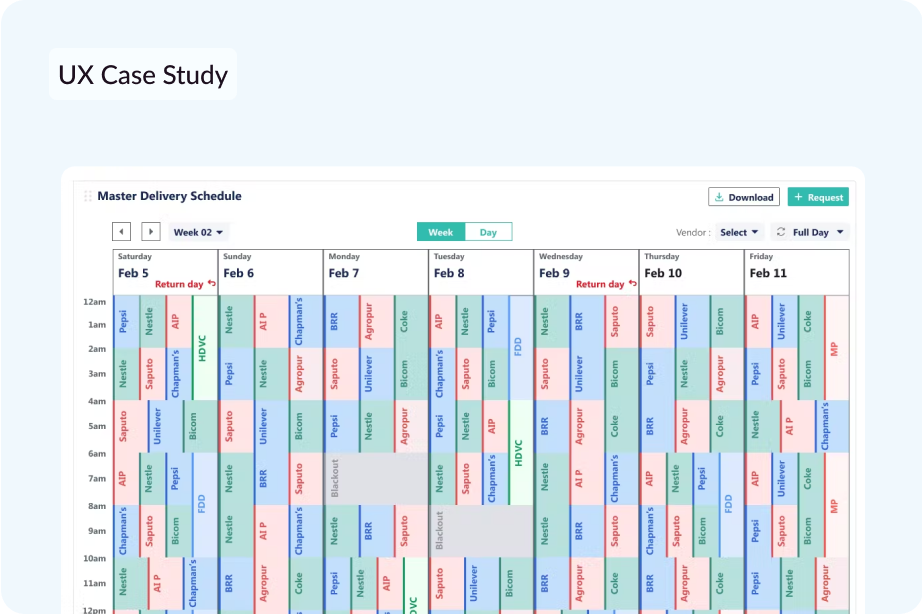 UX Case Study
Master Delivery Schedule
Download
+ Request
Week 02
Week Day
Vendor : Select Full Day
Saturday Sunday Monday Tuesday Wednesday Thursday Friday
Feb 5 Feb 6 Feb 7 Feb 8 Feb 9 Feb 10 Feb 11
Return day Return day
12am
1am
Pepsi Nestle AIP HDVC Nestle AI P Chapman's BRR Agropur Coke AIP Nestle Pepsi FDD Nestle BRR Saputo Saputo Unilever Bicom AIP Unilever Coke MP
2am
3am
Nestle Saputo Chapman's Pepsi Nestle Agropur Saputo Unilever Bicom Chapman's Saputo Bicom Saputo Unilever Bicom Pepsi Nestle Agropur Pepsi Saputo Bicom
4am
5am
Saputo Unilever Bicom Saputo Unilever Bicom Pepsi Nestle Agropur Pepsi Nestle AIP HDVC BRR Agropur Coke BRR Agropur Coke Nestle AI P Chapman's
6am
7am
AIP Nestle Pepsi FDD Nestle BRR Saputo Blackout Nestle Saputo Chapman's Nestle AI P Chapman's AIP Nestle Pepsi FDD AIP Unilever Coke MP
8am
9am
Chapman's Saputo Bicom Nestle AI P Chapman's Nestle BRR Saputo Blackout Nestle BRR Saputo Chapman's Saputo Bicom Pepsi Saputo Bicom
10am
11am
Nestle AI P Chapman's BRR Agropur Coke Pepsi Nestle AIP Saputo Unilever Bicom BRR Agropur Coke BRR Agropur Coke Pepsi Nestle Agropur
12pm